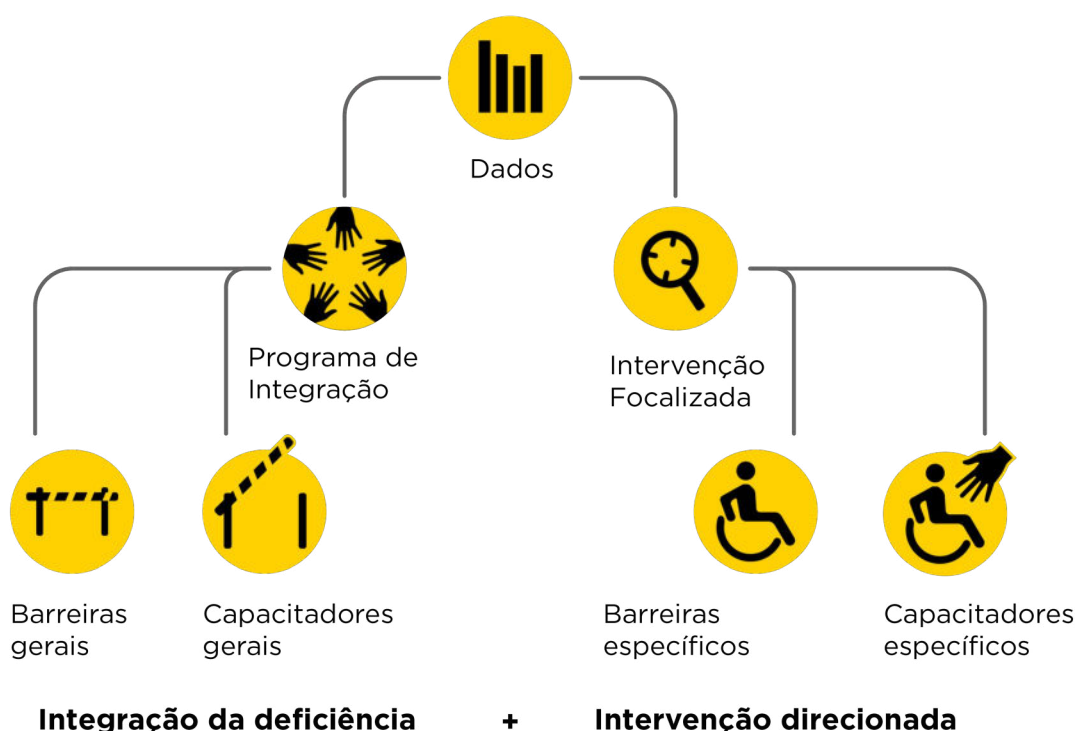 Dados
Programa de
Integração
Intervenção
Focalizada
Barreiras
gerais
Capacitadores
gerais
Barreiras
específicos
Capacitadores
específicos
Integração da deficiência + Intervenção direcionada